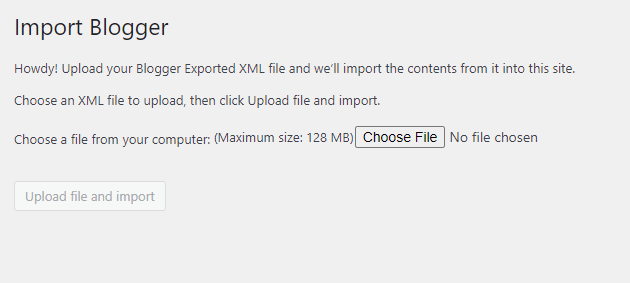 Import Blogger
Howdy! Upload your Blogger Exported XML file and we’ll import the contents from it into this site.
Choose an XML file to upload, then click Upload file and import.
Choose a file from your computer: (Maximum size: 128 MB) Choose File No file chosen
Upload file and import